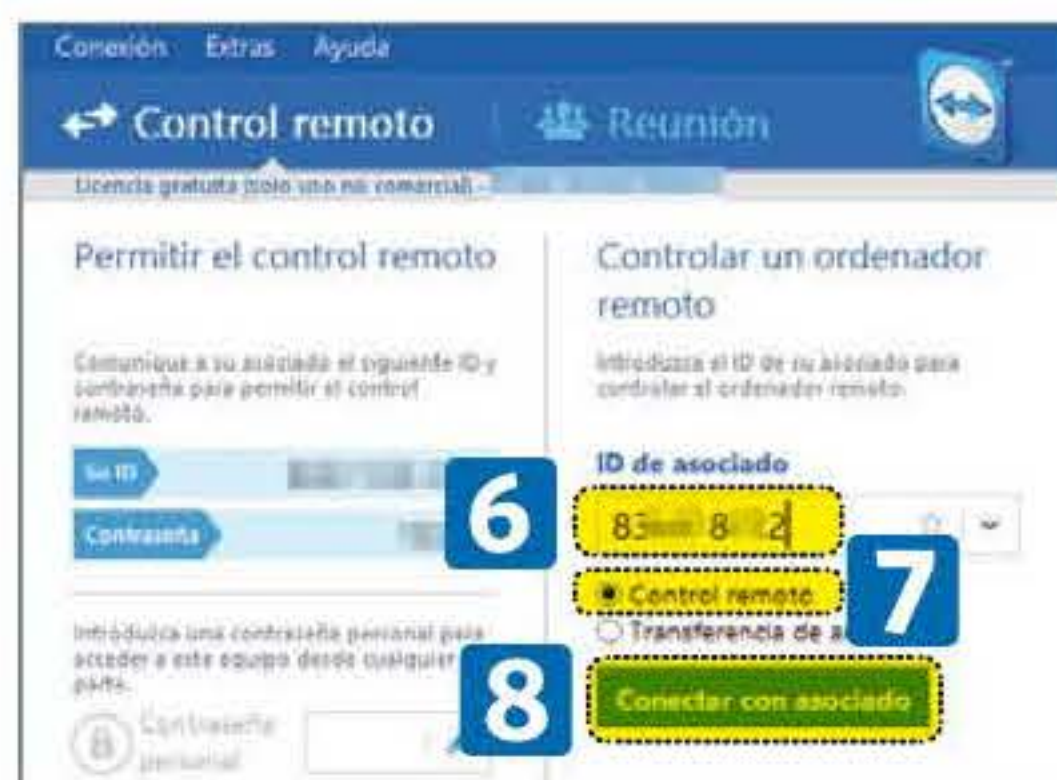 Conexión Extras Ayuda
Control remoto
Reunión
Licencia gratuita (solo uso no comercial) -
Permitir el control remoto
Comunique a su asociado el siguiente ID y
contraseña para permitir el control
remoto.
Su ID
Contraseña
Introduzca una contraseña personal para
acceder a este equipo desde cualquier
parte.
Contraseña
personal
Controlar un ordenador
remoto
Introduzca el ID de su asociado para
controlar el ordenador remoto.
ID de asociado
6
83 8 2
7
Control remoto
Transferencia de a
8
Conectar con asociado